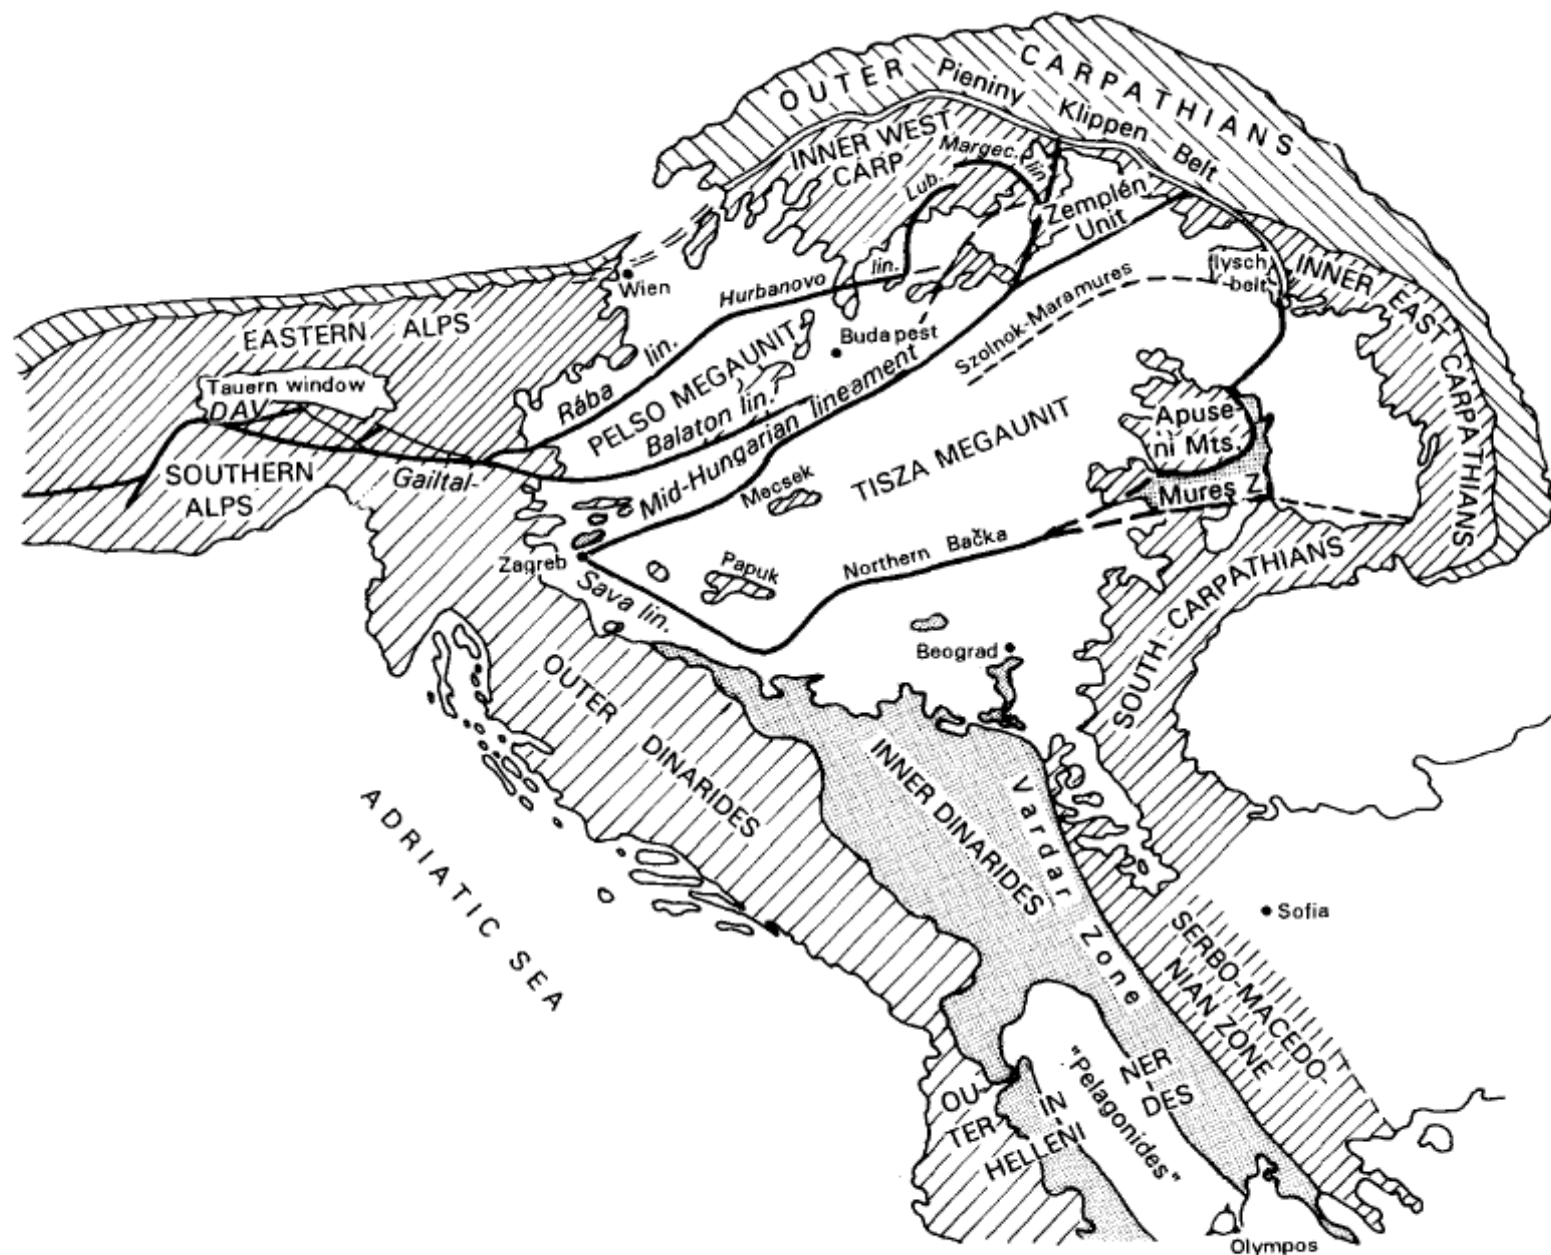 OUTER CARPATHIANS
Pieniny Klippen Belt
INNER WEST
CARP
Margec. lin
Lub.
Zemplén
Unit
flysch
belt
INNER EAST CARPATHIANS
Wien
Hurbanovo lin.
Szolnok-Maramures
EASTERN ALPS
Budapest
Tauern window
DAV
Rába lin.
PELSO MEGAUNIT
Balaton lin.
Mid-Hungarian lineament
Apuse-
ni Mts.
SOUTHERN
ALPS
Gailtal-
Mecsek
TISZA MEGAUNIT
Mures Z.
Zagreb
Papuk
Northern Bačka
Sava lin.
Beograd
SOUTH CARPATHIANS
OUTER
DINARIDES
INNER DINARIDES
Vardar Zone
ADRIATIC SEA
Sofia
SERBO-MACEDO-
NIAN ZONE
"Pelagonides"
OU-
TER
HELLENI
IN
NER
DES
Olympos